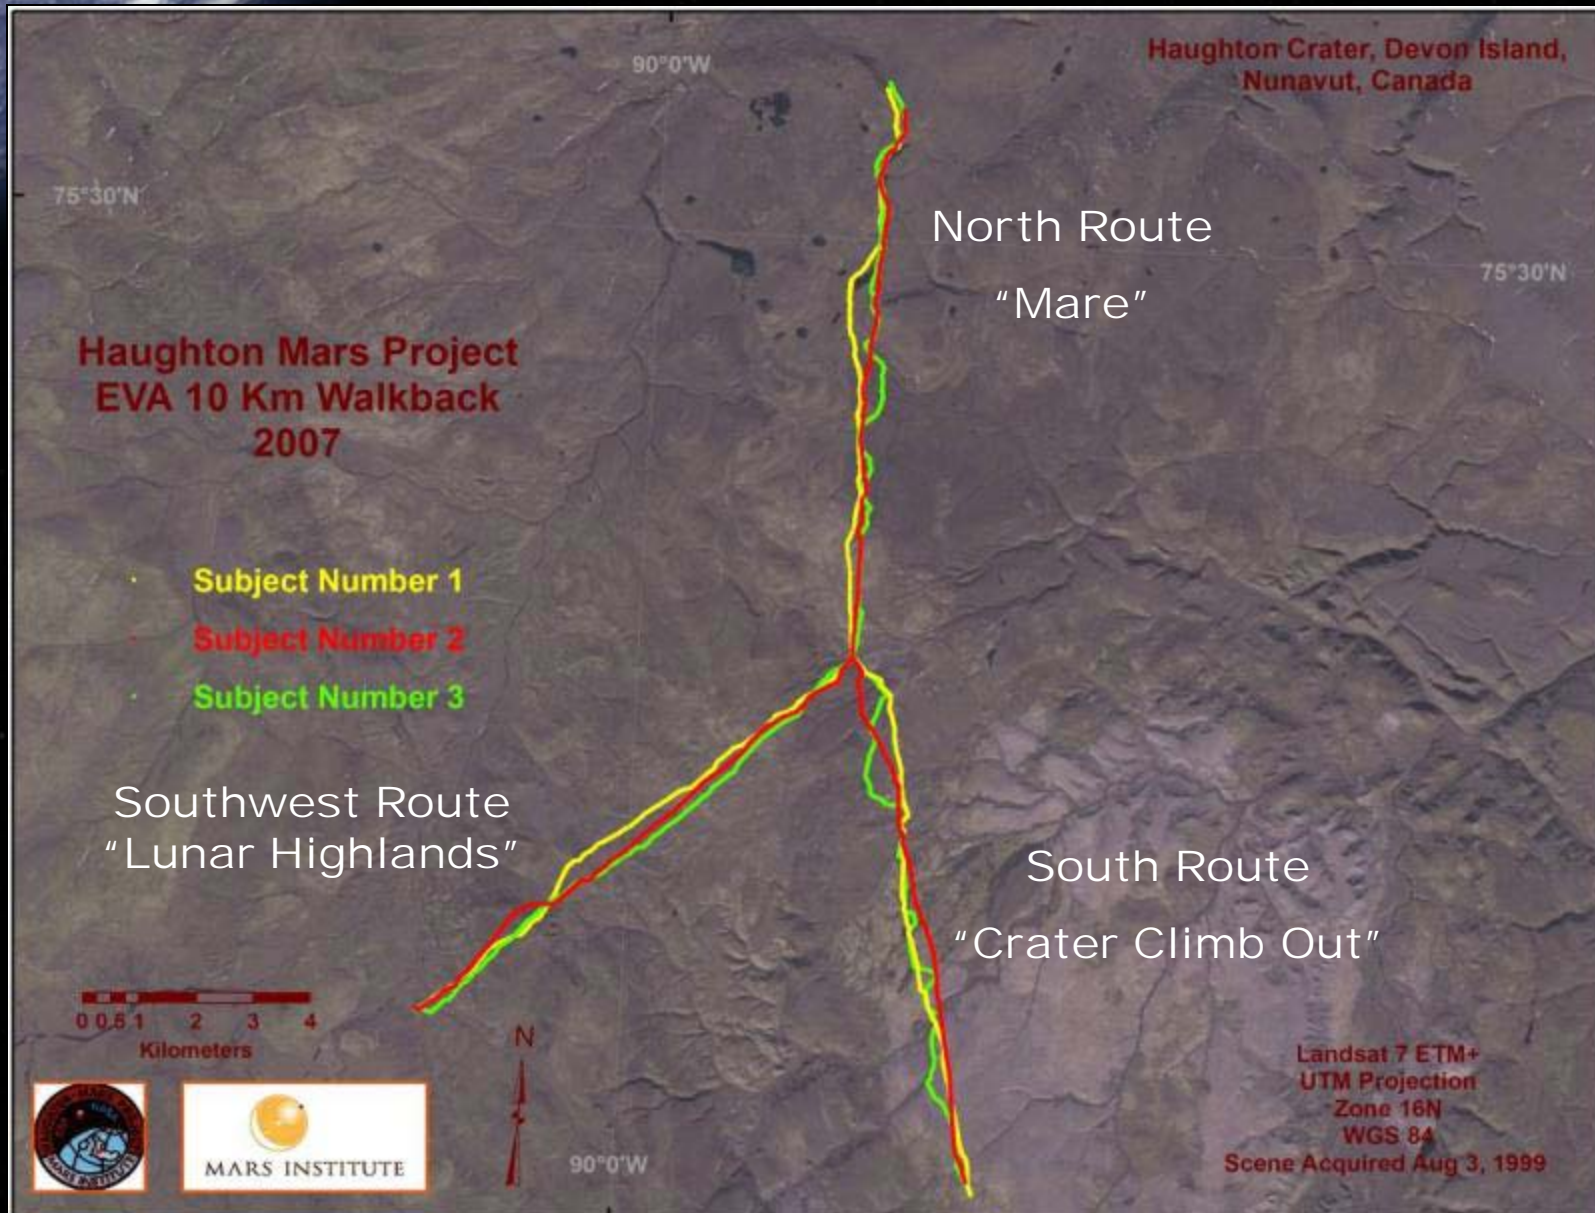 90°0'W
Haughton Crater, Devon Island,
Nunavut, Canada
75°30'N
North Route
“Mare”
75°30'N
Haughton Mars Project
EVA 10 Km Walkback
2007
Subject Number 1
Subject Number 2
Subject Number 3
Southwest Route
“Lunar Highlands”
South Route
“Crater Climb Out”
0 0.5 1 2 3 4
Kilometers
N
NASA
MARS INSTITUTE
MARS INSTITUTE
90°0'W
Landsat 7 ETM+
UTM Projection
Zone 16N
WGS 84
Scene Acquired Aug 3, 1999